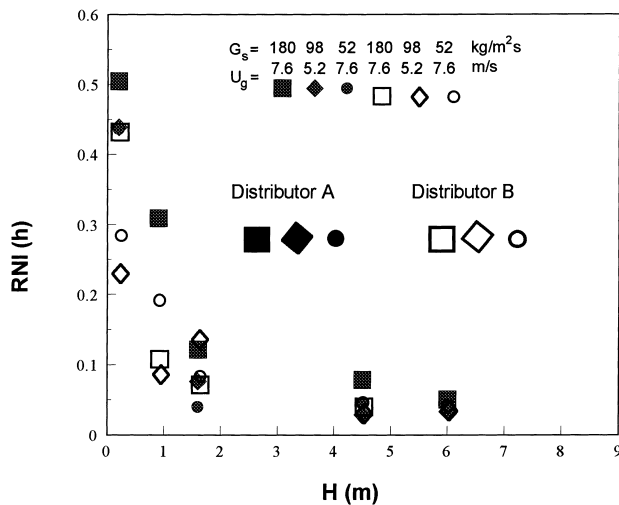 0.6
G_s = 180 98 52 180 98 52 kg/m²s
U_g = 7.6 5.2 7.6 7.6 5.2 7.6 m/s
0.5
0.4
Distributor A Distributor B
0.3
0.2
0.1
0
RNI (h)
0 1 2 3 4 5 6 7 8 9
H (m)